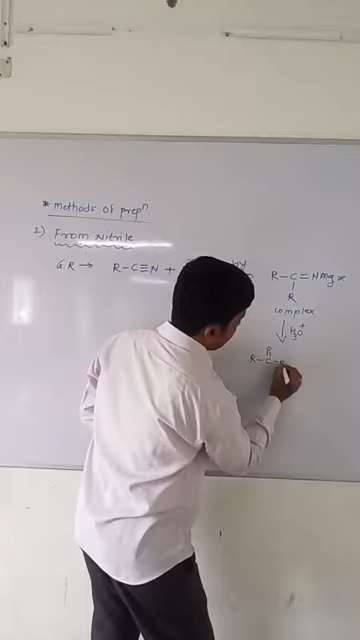 * methods of prepⁿ
2) From Nitrile
G.R → R-C≡N +
R-C=Nmgx
R
complex
H₃O⁺
R-C-